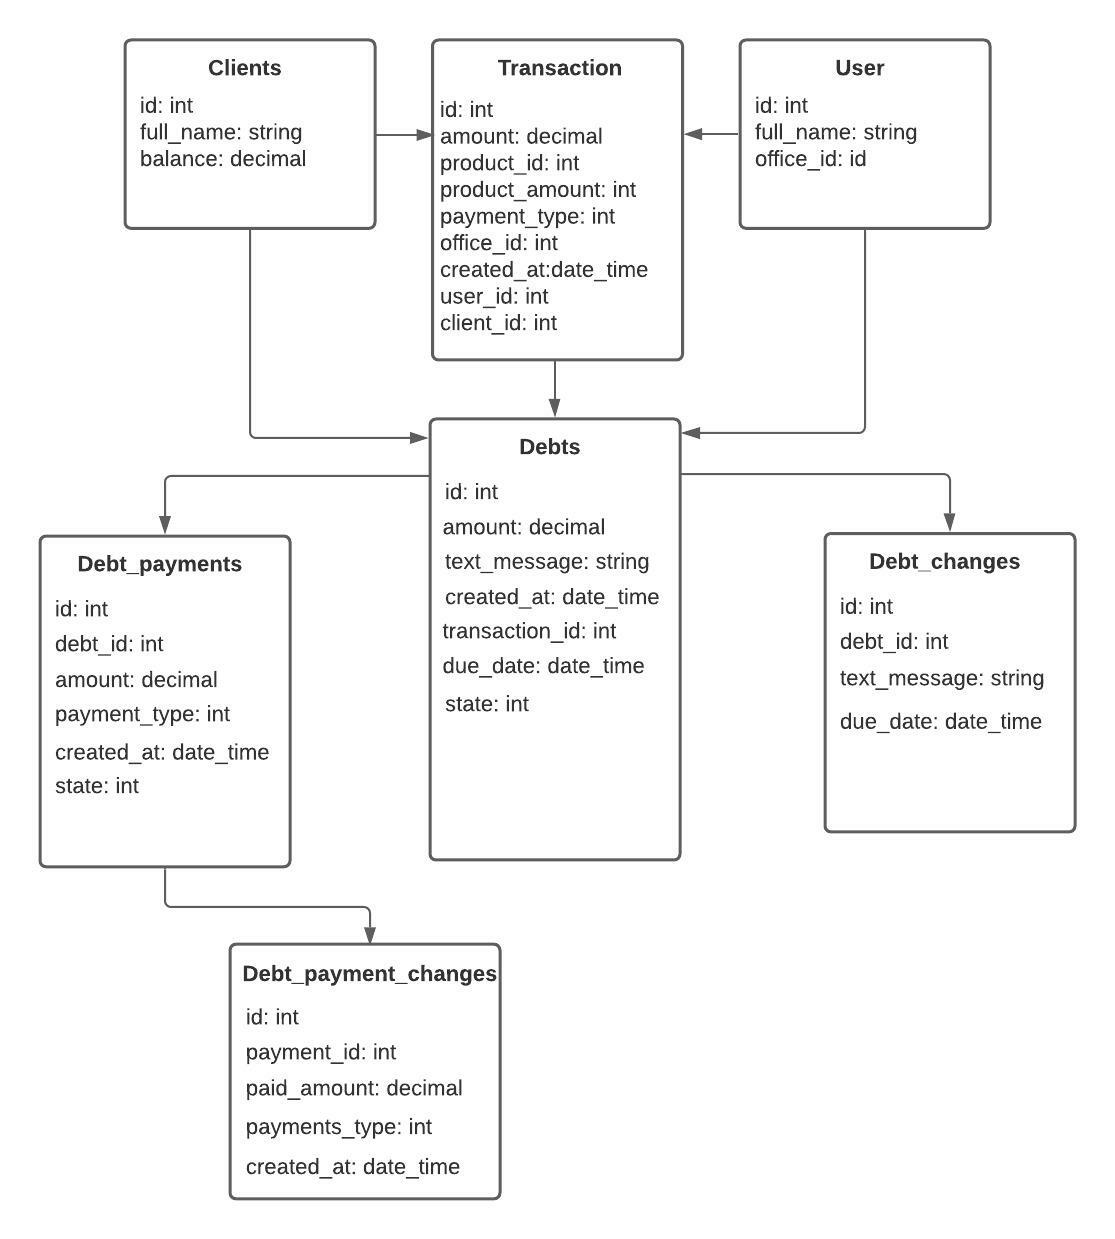 Clients
id: int
full_name: string
balance: decimal
Transaction
id: int
amount: decimal
product_id: int
product_amount: int
payment_type: int
office_id: int
created_at:date_time
user_id: int
client_id: int
User
id: int
full_name: string
office_id: id
Debts
id: int
amount: decimal
text_message: string
created_at: date_time
transaction_id: int
due_date: date_time
state: int
Debt_payments
id: int
debt_id: int
amount: decimal
payment_type: int
created_at: date_time
state: int
Debt_changes
id: int
debt_id: int
text_message: string
due_date: date_time
Debt_payment_changes
id: int
payment_id: int
paid_amount: decimal
payments_type: int
created_at: date_time